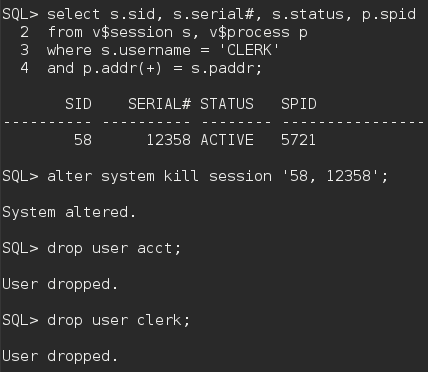 SQL> select s.sid, s.serial#, s.status, p.spid
  2  from v$session s, v$process p
  3  where s.username = 'CLERK'
  4  and p.addr(+) = s.paddr;
       SID    SERIAL# STATUS   SPID
---------- ---------- -------- ----------------
        58      12358 ACTIVE   5721
SQL> alter system kill session '58, 12358';
System altered.
SQL> drop user acct;
User dropped.
SQL> drop user clerk;
User dropped.